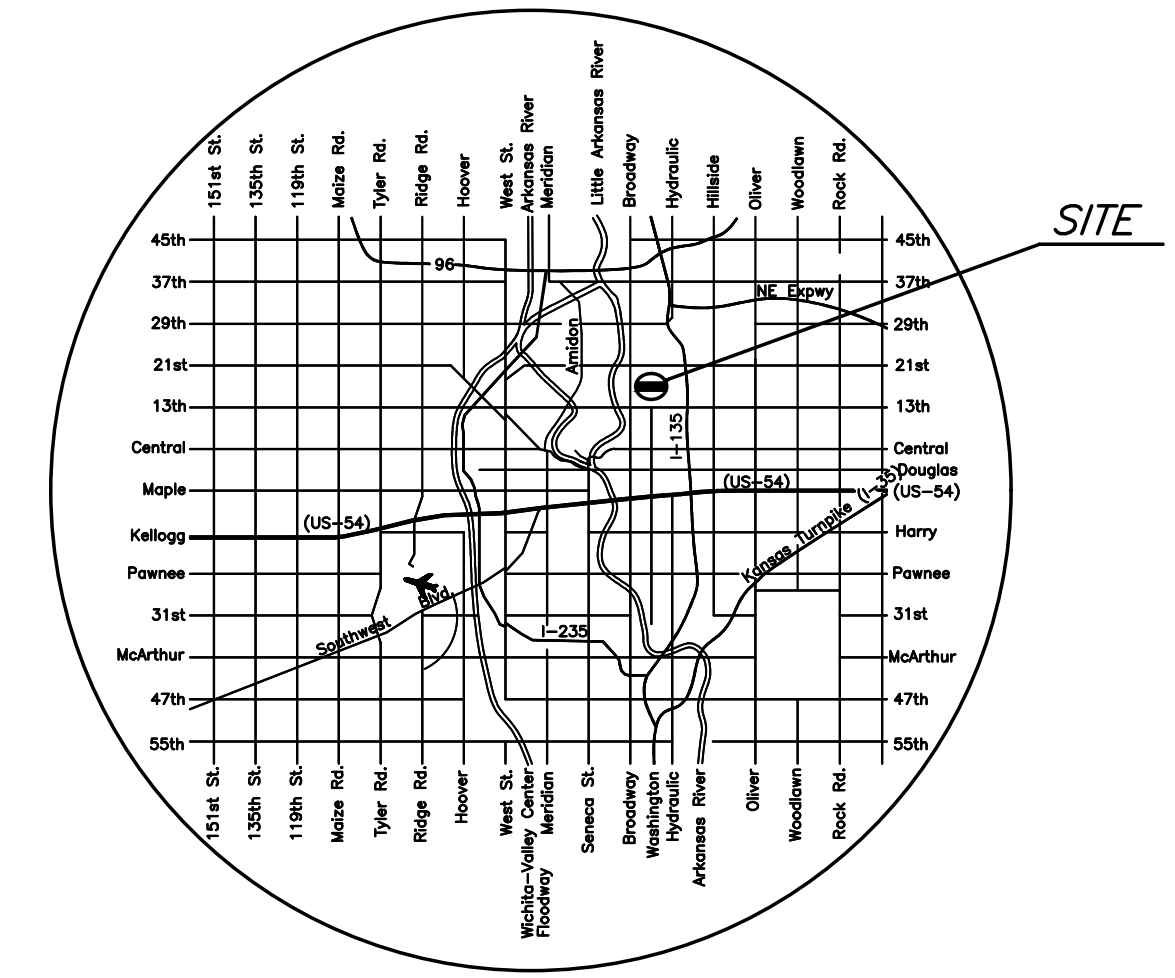 151st St.
135th St.
119th St.
Maize Rd.
Tyler Rd.
Ridge Rd.
Hoover
West St.
Arkansas River
Meridian
Little Arkansas River
Broadway
Hydraulic
Hillside
Oliver
Woodlawn
Rock Rd.
SITE
45th
45th
96
37th
37th
NE Expwy
29th
29th
Amidon
21st
21st
13th
13th
I-135
Central
Central
Douglas
Maple
(US-54)
(I-35)
(US-54)
(US-54)
Kellogg
Harry
Kansas Turnpike
Pawnee
Pawnee
Southwest Blvd.
31st
31st
I-235
McArthur
McArthur
47th
47th
55th
55th
151st St.
135th St.
119th St.
Maize Rd.
Tyler Rd.
Ridge Rd.
Hoover
West St.
Wichita-Valley Center
Floodway
Meridian
Seneca St.
Broadway
Washington
Hydraulic
Arkansas River
Oliver
Woodlawn
Rock Rd.